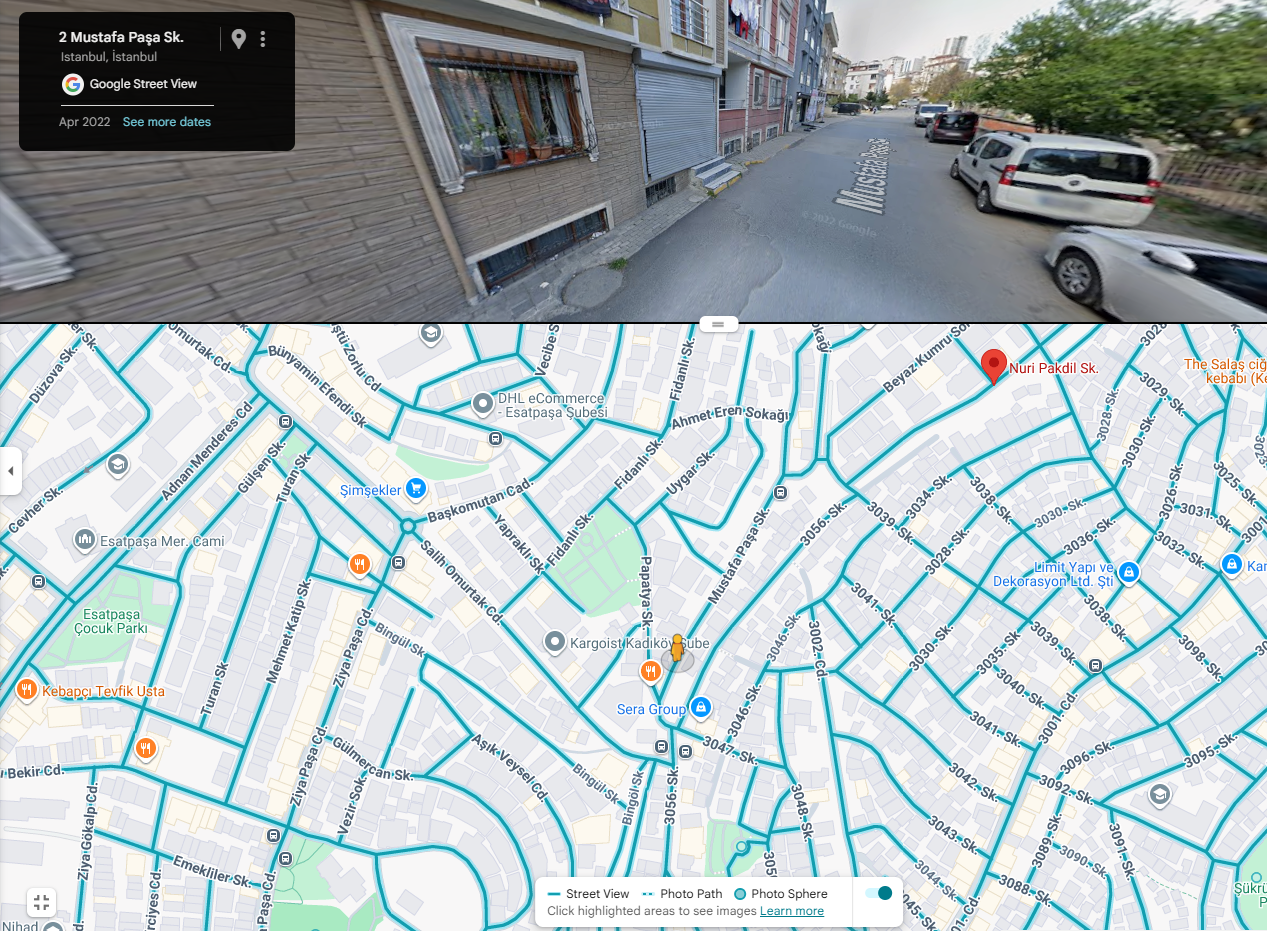 2 Mustafa Paşa Sk.
Istanbul, İstanbul
Google Street View
Apr 2022 See more dates
Mustafa Paşa
© 2022 Google
Omurtak Cd.
Bünyamin Efendi Sk.
Vecibe S
Fidanlı Sk.
Beyaz Kumru So
Nuri Pakdil Sk.
3028. Sk.
3029. Sk.
The Salaş ciğ
kebabı (Ke
Düzova Sk.
DHL eCommerce
- Esatpaşa Şubesi
Ahmet Eren Sokağı
3028. Sk.
3030. Sk.
Adnan Menderes Cd
Gülşen Sk.
Turan Sk.
Fidanlı Sk.
Uygar Sk.
3026. Sk.
3025. Sk.
Cevher Sk.
Şimşekler
Başkomutan Cad.
3034. Sk.
3038. Sk.
3030. Sk.
3031. Sk.
3001.
Esatpaşa Mer. Cami
Yapraklı Sk.
Fidanlı Sk.
Mustafa Paşa Sk.
3056. Sk.
3039. Sk.
3028. Sk.
3036. Sk.
3032. Sk.
Salih Omurtak Cd.
Papatya Sk.
Limit Yapı ve
Dekorasyon Ltd. Şti
Kar
Esatpaşa
Çocuk Parkı
Mehmet Katip Sk.
Ziya Paşa Cd.
Bingül Sk.
Kargoist Kadıköy Şube
3046. Sk.
3002. Cd.
3041. Sk.
3030. Sk.
3035. Sk.
3039. Sk.
3038. Sk.
3098. So
Kebapçı Tevfik Usta
Turan Sk.
Sera Group
3046. Sk.
3047. Sk.
3040. Sk.
3041. Sk.
3001. Cd.
3096. Sk.
3095. Sk.
Bekir Cd.
Ziya Gökalp Cd.
Ziya Paşa Cd.
Gülmercan Sk.
Vezir Sok.
Aşık Veysel Cd.
Bingül Sk.
Bingöl Sk.
3056. Sk.
3048. Sk.
3042. Sk.
3092. Sk.
3043. Sk.
3089. Sk.
3090. Sk.
3091. Sk.
Emekliler Sk.
3044. Sk.
3088. Sk.
Paşa Cd.
Nihad
Şükrü
P
Street View Photo Path Photo Sphere
Click highlighted areas to see images Learn more